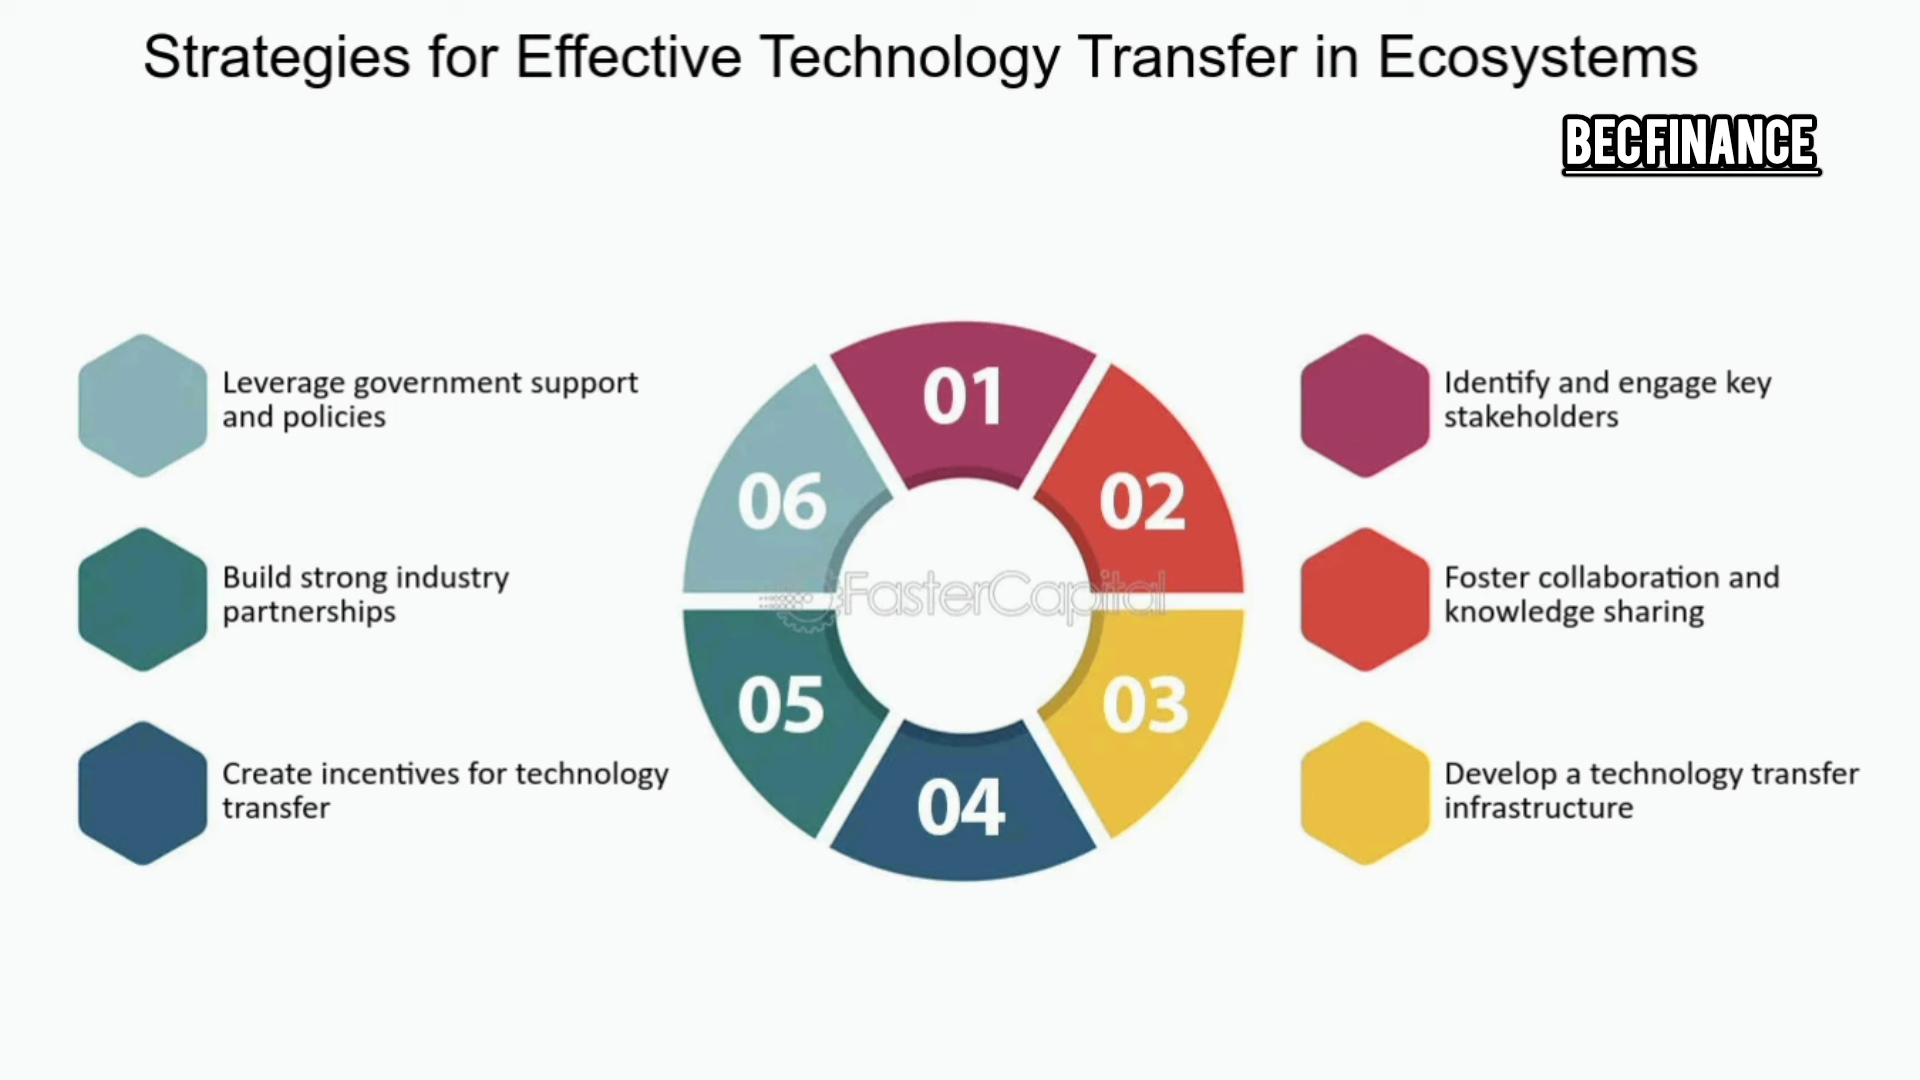 Strategies for Effective Technology Transfer in Ecosystems
BECFINANCE
Leverage government support
and policies
Build strong industry
partnerships
Create incentives for technology
transfer
01
02
03
04
05
06
FasterCapital
Identify and engage key
stakeholders
Foster collaboration and
knowledge sharing
Develop a technology transfer
infrastructure